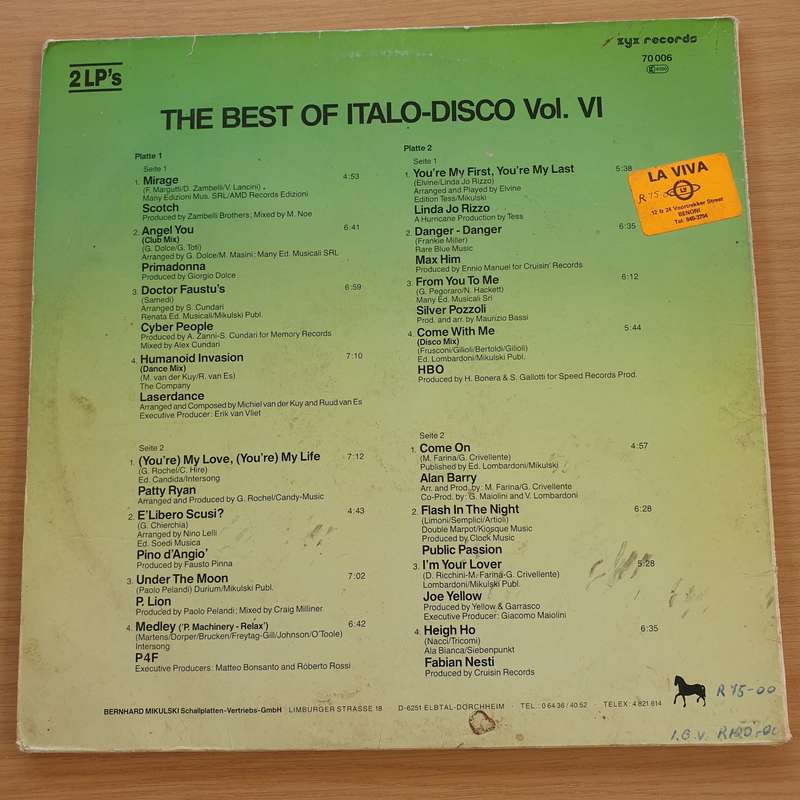 2 LP's
zyx records
70 006
THE BEST OF ITALO-DISCO Vol. VI
Platte 1
Seite 1
1. Mirage 4:53
(F. Margutti/D. Zambelli/V. Lancini)
Many Edizioni Mus. SRL/AMD Records Edizioni
Scotch
Produced by Zambelli Brothers; Mixed by M. Noe
2. Angel You 6:41
(Club Mix)
(G. Dolce/G. Toti)
Arranged by G. Dolce/M. Masini; Many Ed. Musicali SRL
Primadonna
Produced by Giorgio Dolce
3. Doctor Faustu's 6:59
(Samedi)
Arranged by S. Cundari
Renata Ed. Musicali/Mikulski Publ.
Cyber People
Produced by A. Zanni-S. Cundari for Memory Records
Mixed by Alex Cundari
4. Humanoid Invasion 7:10
(Dance Mix)
(M. van der Kuy/R. van Es)
The Company
Laserdance
Arranged and Composed by Michiel van der Kuy and Ruud van Es
Executive Producer: Erik van Vliet
Seite 2
1. (You're) My Love, (You're) My Life 7:12
(G. Rochel/C. Hire)
Ed. Candida/Intersong
Patty Ryan
Arranged and Produced by G. Rochel/Candy-Music
2. E'Libero Scusi? 4:43
(G. Chierchia)
Arranged by Nino Lelli
Ed. Soedi Musica
Pino d'Angio'
Produced by Fausto Pinna
3. Under The Moon 7:02
(Paolo Pelandi) Durium/Mikulski Publ.
P. Lion
Produced by Paolo Pelandi; Mixed by Craig Milliner
4. Medley ('P. Machinery - Relax') 6:42
(Martens/Dorper/Brucken/Freytag-Gill/Johnson/O'Toole)
Intersong
P4F
Executive Producers: Matteo Bonsanto and Roberto Rossi
Platte 2
Seite 1
1. You're My First, You're My Last 5:38
(Elvine/Linda Jo Rizzo)
Arranged and Played by Elvine
Edition Tess/Mikulski
Linda Jo Rizzo
A Hurricane Production by Tess
2. Danger - Danger 6:35
(Frankie Miller)
Rare Blue Music
Max Him
Produced by Ennio Manuel for Cruisin' Records
3. From You To Me 6:12
(G. Pegoraro/N. Hackett)
Many Ed. Musicali Srl
Silver Pozzoli
Prod. and arr. by Maurizio Bassi
4. Come With Me 5:44
(Disco Mix)
(Frusconi/Gilioli/Bertoldi/Gilioli)
Ed. Lombardoni/Mikulski Publ.
HBO
Produced by H. Bonera & S. Gallotti for Speed Records Prod.
Seite 2
1. Come On 4:57
(M. Farina/G. Crivellente)
Published by Ed. Lombardoni/Mikulski
Alan Barry
Arr. and Prod. by: M. Farina/G. Crivellente
Co-Prod. by: G. Maiolini and V. Lombardoni
2. Flash In The Night 6:28
(Limoni/Semplici/Artioli)
Double Marpot/Kiosque Music
Produced by Clock Music
Public Passion
3. I'm Your Lover 5:28
(D. Ricchini-M. Farina-G. Crivellente)
Lombardoni/Mikulski Publ.
Joe Yellow
Produced by Yellow & Garrasco
Executive Producer: Giacomo Maiolini
4. Heigh Ho 6:35
(Nacci/Tricomi)
Ala Bianca/Siebenpunkt
Fabian Nesti
Produced by Cruisin Records
LA VIVA
R 75-0
LV
12 b 24 Voortrekker Street
BENONI
Tel: 845-3794
R 75-00
BERNHARD MIKULSKI Schallplatten-Vertriebs-GmbH LIMBURGER STRASSE 18 D-6251 ELBTAL-DORCHHEIM · TEL.: 0 64 36 / 40 52 TELEX: 4 821 614